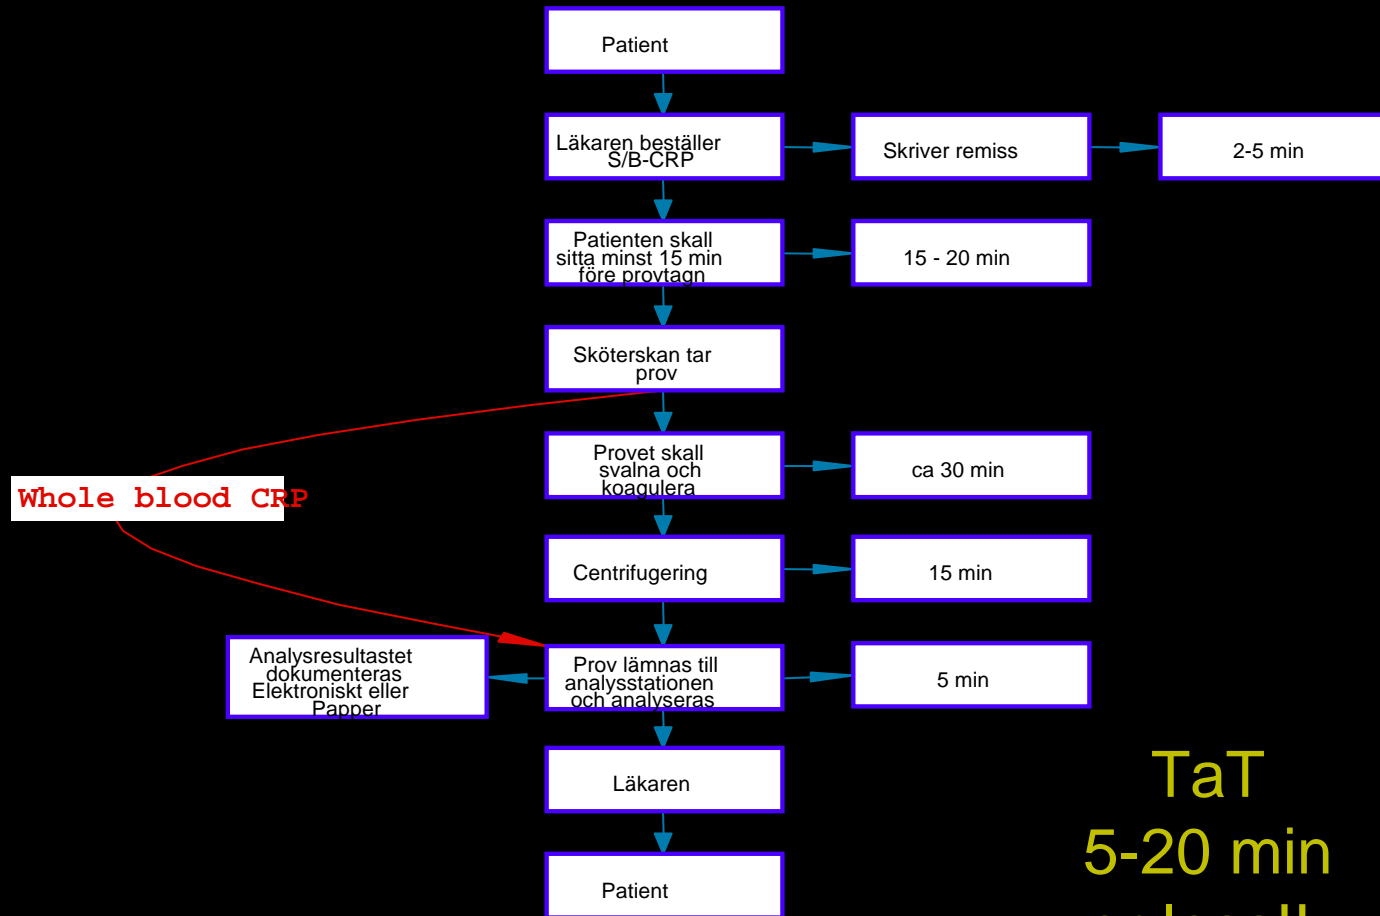 Patient
Läkaren beställer
S/B-CRP
Skriver remiss
2-5 min
Patienten skall
sitta minst 15 min
före provtagn
15 - 20 min
Sköterskan tar
prov
Provet skall
svalna och
koagulera
ca 30 min
Whole blood CRP
Centrifugering
15 min
Analysresultastet
dokumenteras
Elektroniskt eller
Papper
Prov lämnas till
analysstationen
och analyseras
5 min
Läkaren
Patient
TaT
5-20 min